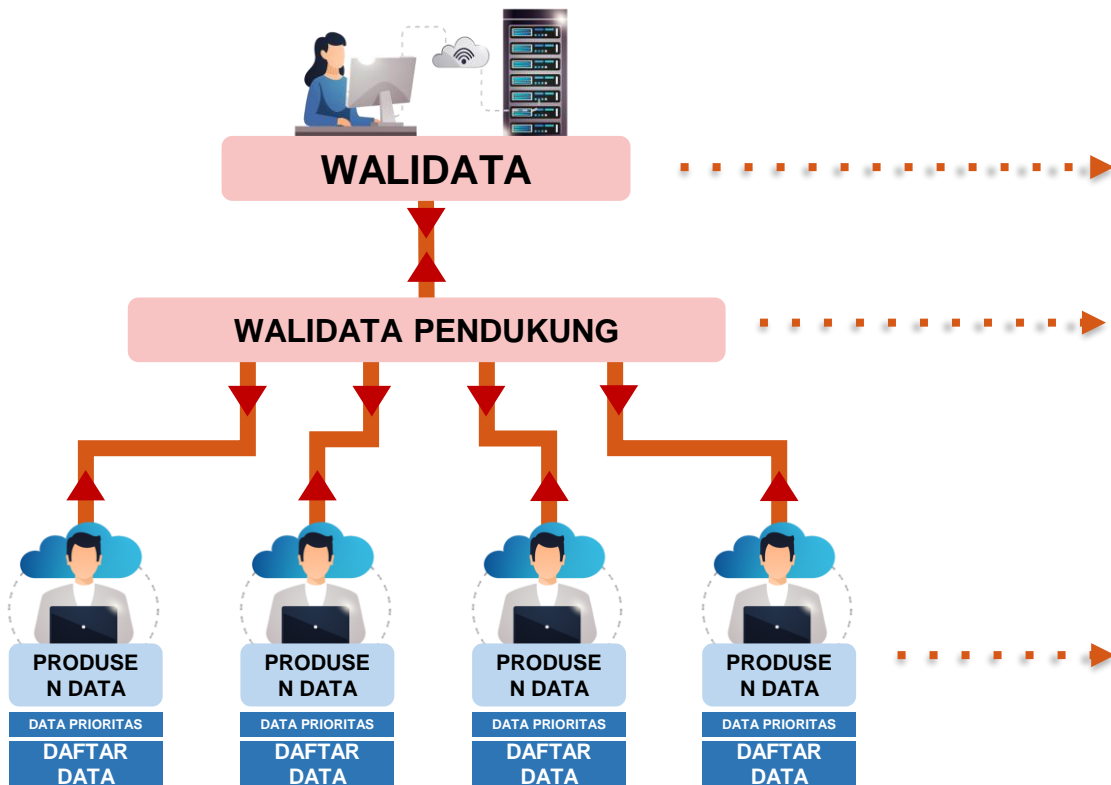 WALIDATA
WALIDATA PENDUKUNG
PRODUSE
N DATA
DATA PRIORITAS
DAFTAR
DATA
PRODUSE
N DATA
DATA PRIORITAS
DAFTAR
DATA
PRODUSE
N DATA
DATA PRIORITAS
DAFTAR
DATA
PRODUSE
N DATA
DATA PRIORITAS
DAFTAR
DATA